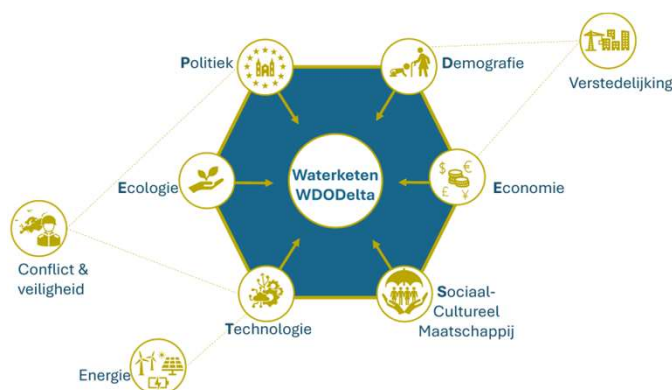 Politiek
Demografie
Verstedelijking
Ecologie
Waterketen
WDODelta
$ €
£ ¥
Economie
Conflict &
veiligheid
Technologie
Sociaal-
Cultureel
Maatschappij
Energie